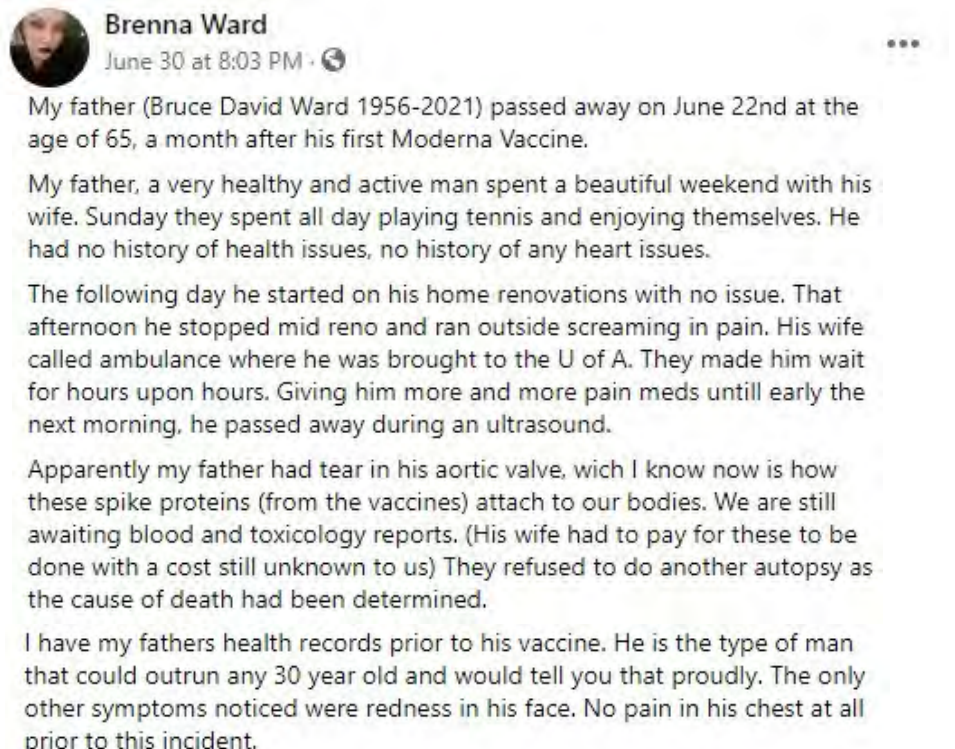 Brenna Ward
June 30 at 8:03 PM ·
My father (Bruce David Ward 1956-2021) passed away on June 22nd at the
age of 65, a month after his first Moderna Vaccine.
My father, a very healthy and active man spent a beautiful weekend with his
wife. Sunday they spent all day playing tennis and enjoying themselves. He
had no history of health issues, no history of any heart issues.
The following day he started on his home renovations with no issue. That
afternoon he stopped mid reno and ran outside screaming in pain. His wife
called ambulance where he was brought to the U of A. They made him wait
for hours upon hours. Giving him more and more pain meds untill early the
next morning, he passed away during an ultrasound.
Apparently my father had tear in his aortic valve, wich I know now is how
these spike proteins (from the vaccines) attach to our bodies. We are still
awaiting blood and toxicology reports. (His wife had to pay for these to be
done with a cost still unknown to us) They refused to do another autopsy as
the cause of death had been determined.
I have my fathers health records prior to his vaccine. He is the type of man
that could outrun any 30 year old and would tell you that proudly. The only
other symptoms noticed were redness in his face. No pain in his chest at all
prior to this incident.